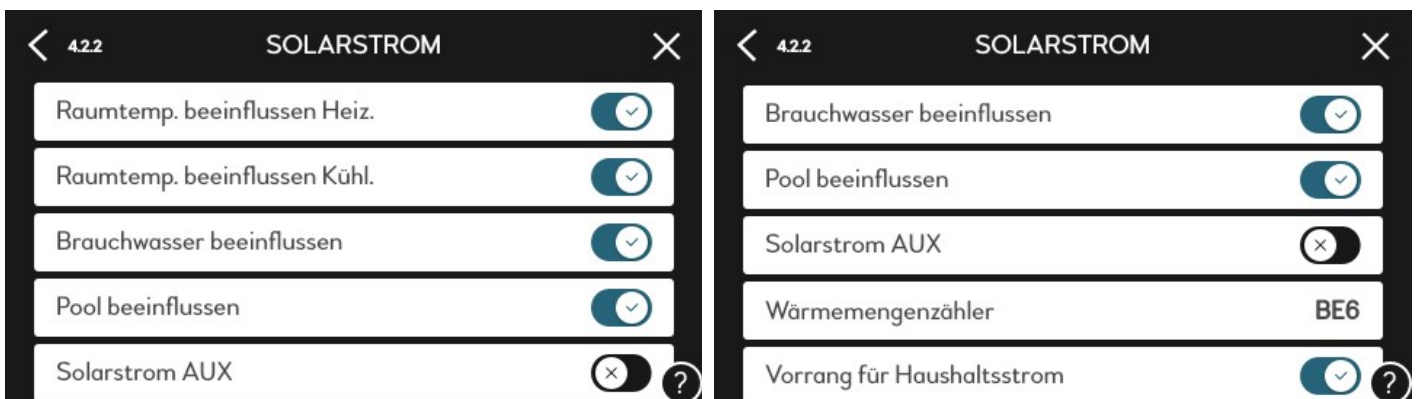 4.2.2 SOLARSTROM
Raumtemp. beeinflussen Heiz.
Raumtemp. beeinflussen Kühl.
Brauchwasser beeinflussen
Pool beeinflussen
Solarstrom AUX
?
4.2.2 SOLARSTROM
Brauchwasser beeinflussen
Pool beeinflussen
Solarstrom AUX
Wärmemengenzähler BE6
Vorrang für Haushaltsstrom
?